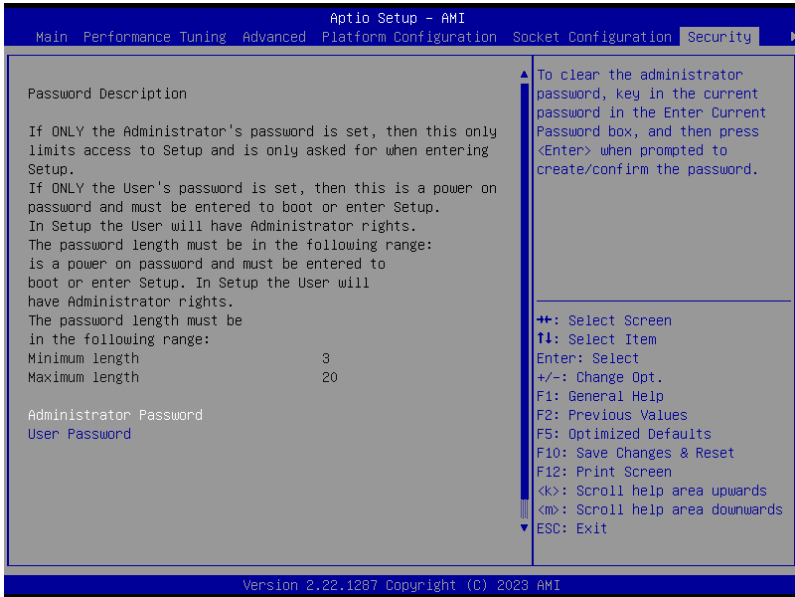 Aptio Setup – AMI
Main Performance Tuning Advanced Platform Configuration Socket Configuration Security
Password Description
If ONLY the Administrator's password is set, then this only
limits access to Setup and is only asked for when entering
Setup.
If ONLY the User's password is set, then this is a power on
password and must be entered to boot or enter Setup.
In Setup the User will have Administrator rights.
The password length must be in the following range:
is a power on password and must be entered to
boot or enter Setup. In Setup the User will
have Administrator rights.
The password length must be
in the following range:
Minimum length 3
Maximum length 20
Administrator Password
User Password
To clear the administrator
password, key in the current
password in the Enter Current
Password box, and then press
<Enter> when prompted to
create/confirm the password.
→←: Select Screen
↑↓: Select Item
Enter: Select
+/-: Change Opt.
F1: General Help
F2: Previous Values
F5: Optimized Defaults
F10: Save Changes & Reset
F12: Print Screen
<k>: Scroll help area upwards
<m>: Scroll help area downwards
ESC: Exit
Version 2.22.1287 Copyright (C) 2023 AMI